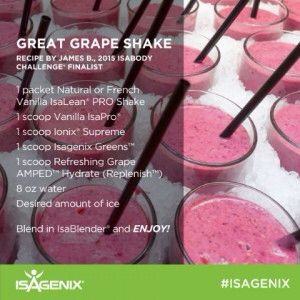 GREAT GRAPE SHAKE
RECIPE BY JAMES B., 2015 ISABODY
CHALLENGE® FINALIST
1 packet Natural or French
Vanilla IsaLean® PRO Shake
1 scoop Vanilla IsaPro®
1 scoop Ionix® Supreme
1 scoop Isagenix Greens™
1 scoop Refreshing Grape
AMPED™ Hydrate (Replenish™)
8 oz water
Desired amount of ice
Blend in IsaBlender® and ENJOY!
ISAGENIX®
#ISAGENIX